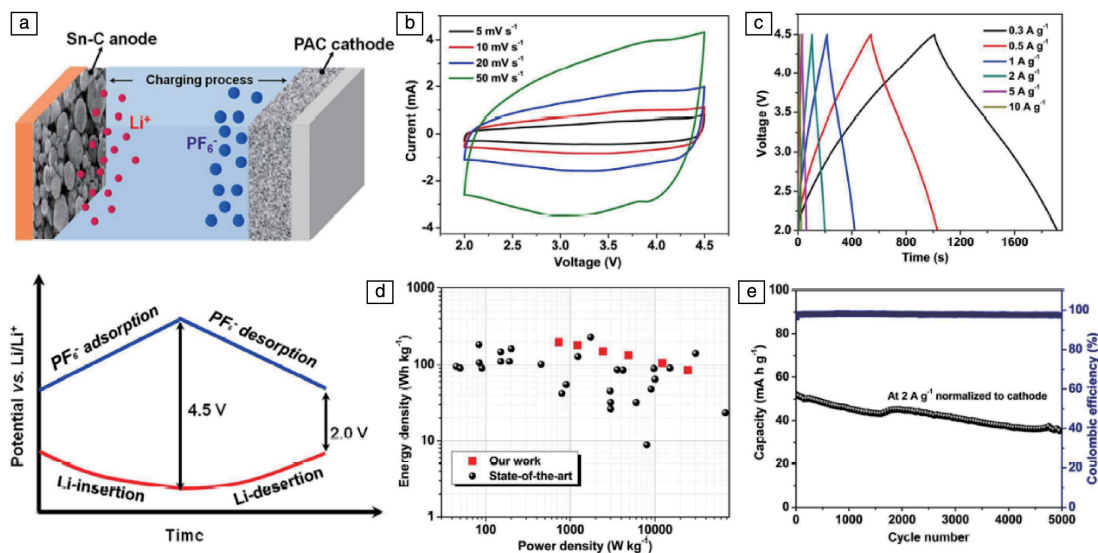 a
Sn-C anode
PAC cathode
Charging process
Li⁺
PF₆⁻
Potential vs. Li/Li⁺
PF₆⁻ adsorption
PF₆⁻ desorption
4.5 V
2.0 V
Li-insertion
Li-desertion
Timc
b
5 mV s⁻¹
10 mV s⁻¹
20 mV s⁻¹
50 mV s⁻¹
Current (mA)
4
2
0
-2
-4
2.0 2.5 3.0 3.5 4.0 4.5
Voltage (V)
c
0.3 A g⁻¹
0.5 A g⁻¹
1 A g⁻¹
2 A g⁻¹
5 A g⁻¹
10 A g⁻¹
Voltage (V)
4.5
4.0
3.5
3.0
2.5
2.0
0 400 800 1200 1600
Time (s)
d
Energy density (Wh kg⁻¹)
1000
100
10
1
Our work
State-of-the-art
100 1000 10000
Power density (W kg⁻¹)
e
Capacity (mA h g⁻¹)
100
80
60
40
20
0
At 2 A g⁻¹ normalized to cathode
Coulombic efficiency (%)
100
80
60
40
20
0
0 1000 2000 3000 4000 5000
Cycle number